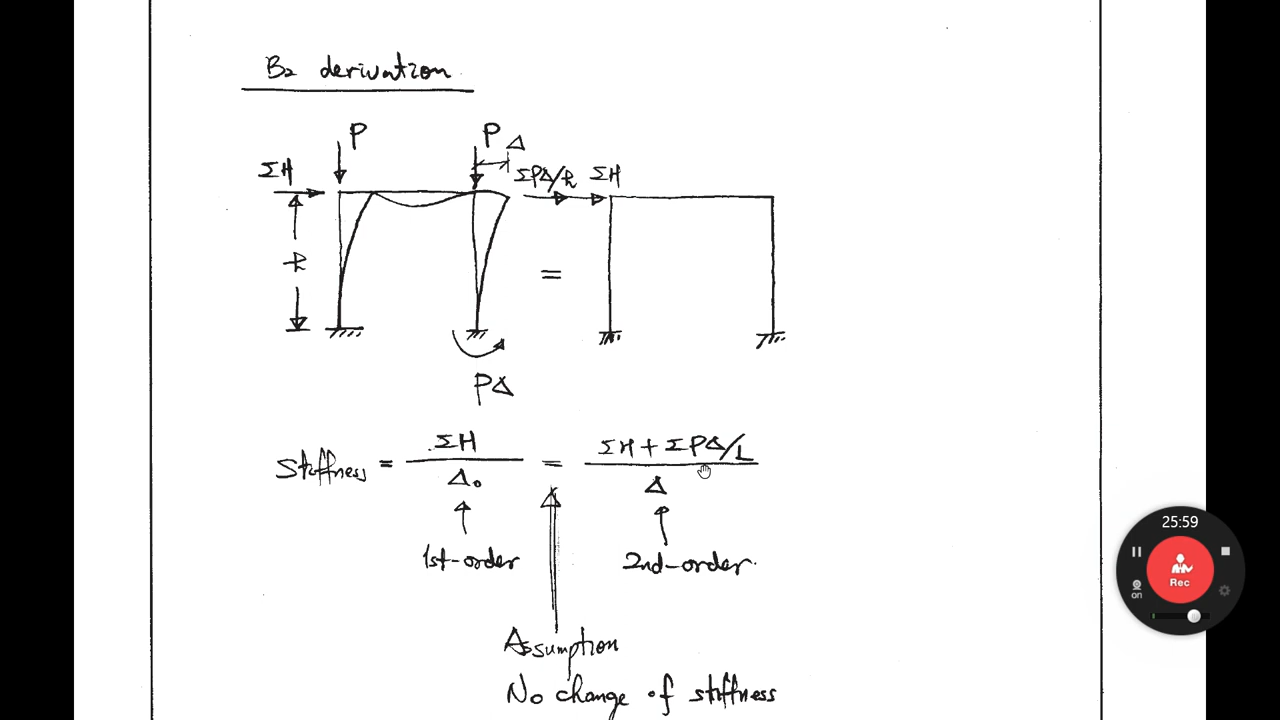 B₂ derivation
P P Δ
ΣH ΣPΔ/h ΣH
h =
PΔ
Stiffness = ΣH / Δ₀ = ΣH + ΣPΔ/L / Δ
1st-order 2nd-order.
Assumption
No change of stiffness
25:59
Rec
on